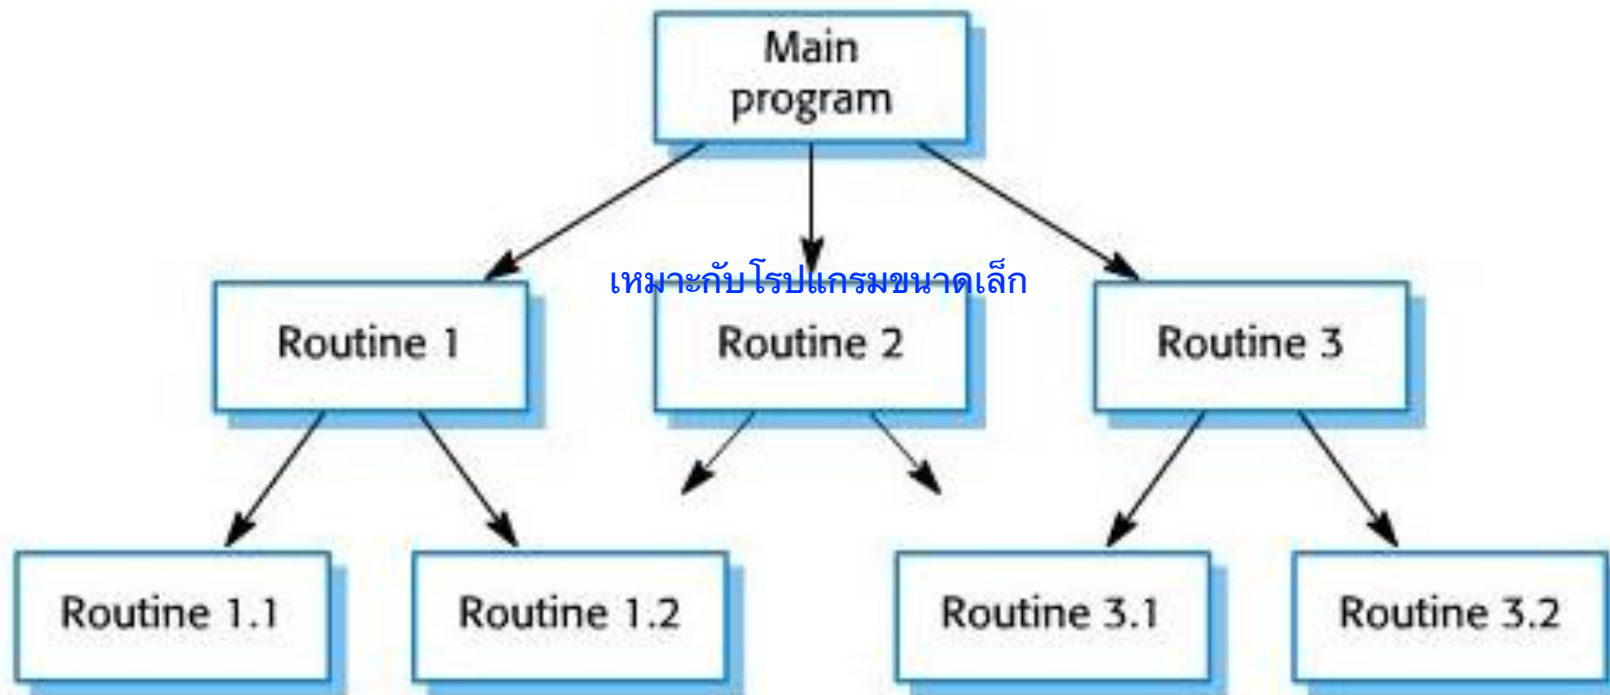 Main
program
เหมาะกับโรปแกรมขนาดเล็ก
Routine 1
Routine 2
Routine 3
Routine 1.1
Routine 1.2
Routine 3.1
Routine 3.2